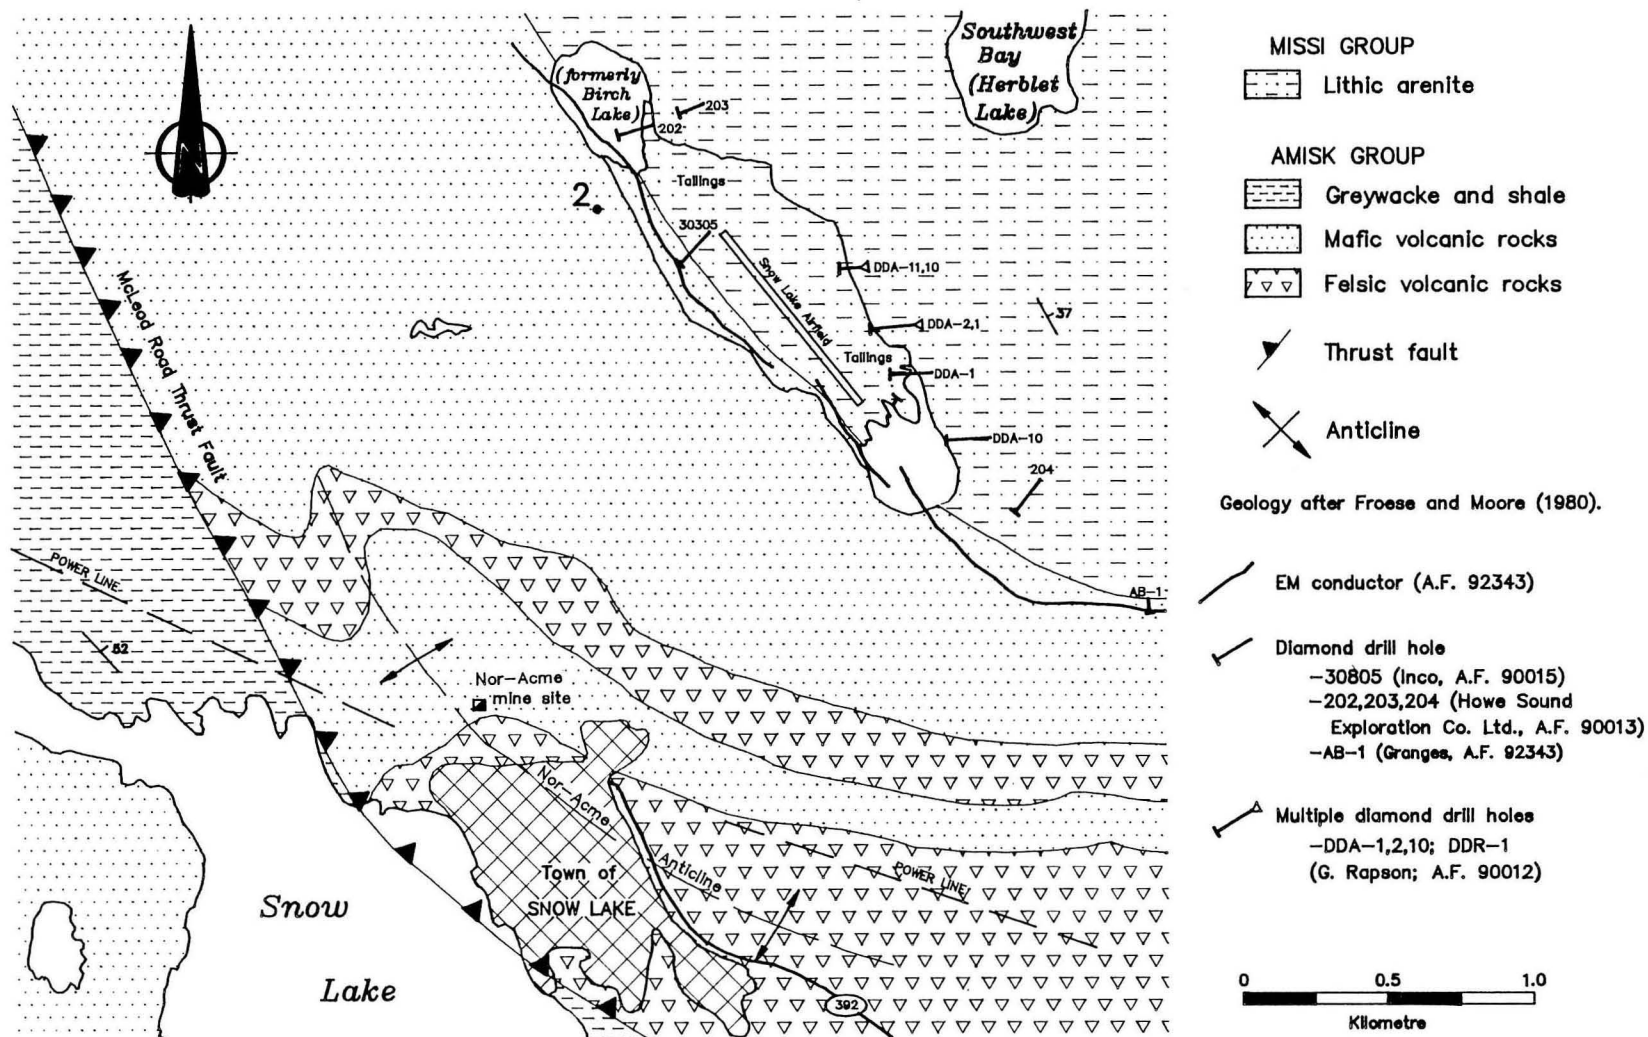 Southwest
Bay
(Herblet
Lake)
(formerly
Birch
Lake)
203
202
Tailings
2
30305
Snow Lake Airfield
DDA-11,10
DDA-2,1
37
Tailings
DDA-1
DDA-10
204
AB-1
McLeod Road Thrust Fault
POWER LINE
52
Nor-Acme
mine site
Nor-Acme
Anticline
POWER LINE
Town of
SNOW LAKE
Snow
Lake
392
MISSI GROUP
Lithic arenite
AMISK GROUP
Greywacke and shale
Mafic volcanic rocks
Felsic volcanic rocks
Thrust fault
Anticline
Geology after Froese and Moore (1980).
EM conductor (A.F. 92343)
Diamond drill hole
-30805 (Inco, A.F. 90015)
-202,203,204 (Howe Sound
Exploration Co. Ltd., A.F. 90013)
-AB-1 (Granges, A.F. 92343)
Multiple diamond drill holes
-DDA-1,2,10; DDR-1
(G. Rapson; A.F. 90012)
0 0.5 1.0
Kilometre